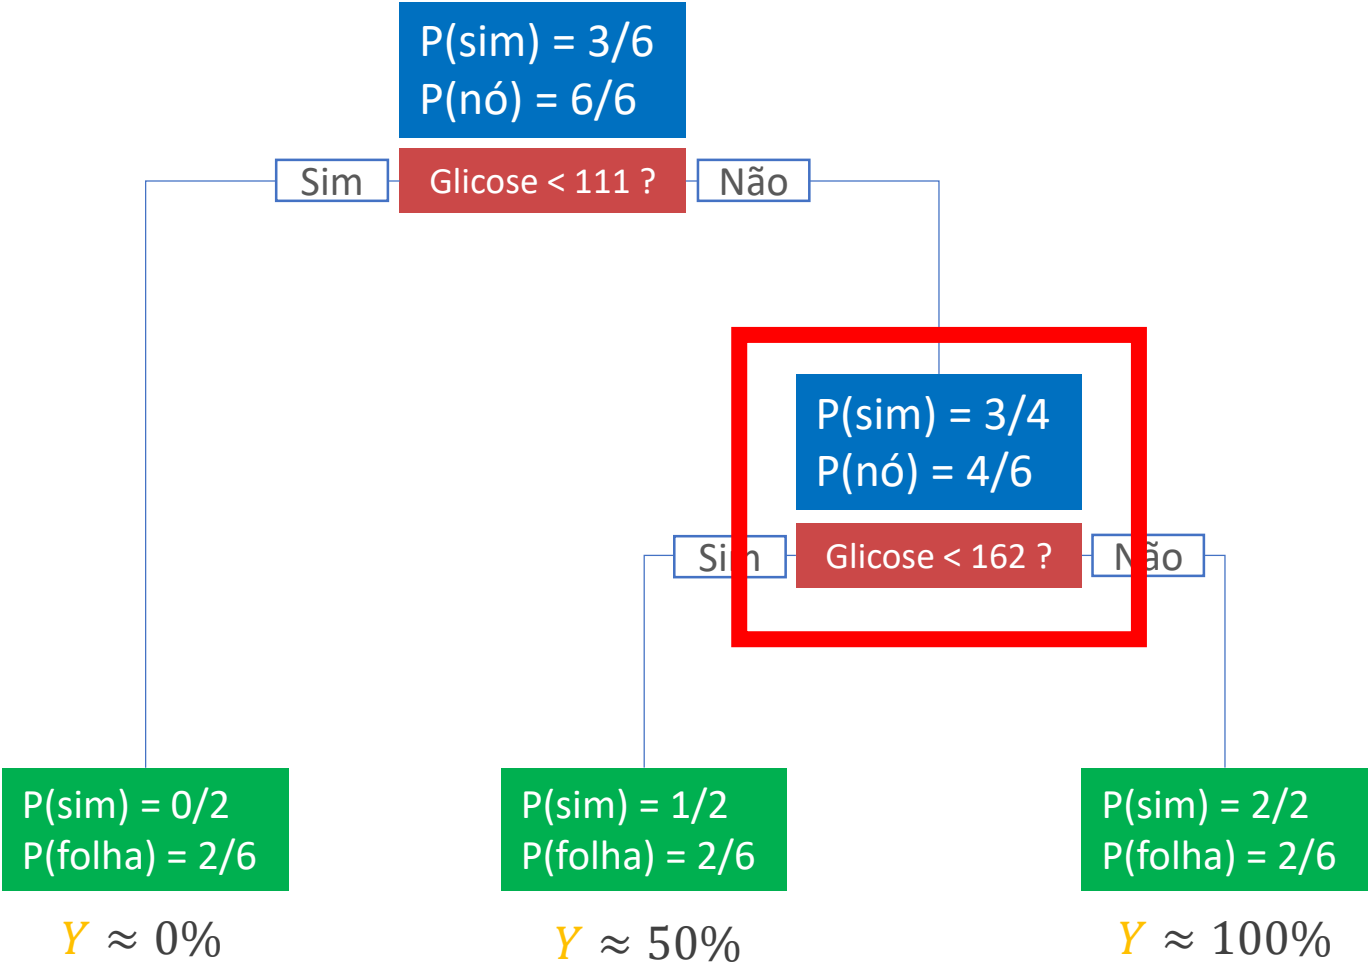 P(sim) = 3/6
P(nó) = 6/6
Sim
Glicose < 111 ?
Não
P(sim) = 3/4
P(nó) = 4/6
Sim
Glicose < 162 ?
Não
P(sim) = 0/2
P(folha) = 2/6
P(sim) = 1/2
P(folha) = 2/6
P(sim) = 2/2
P(folha) = 2/6
Y ≈ 0%
Y ≈ 50%
Y ≈ 100%